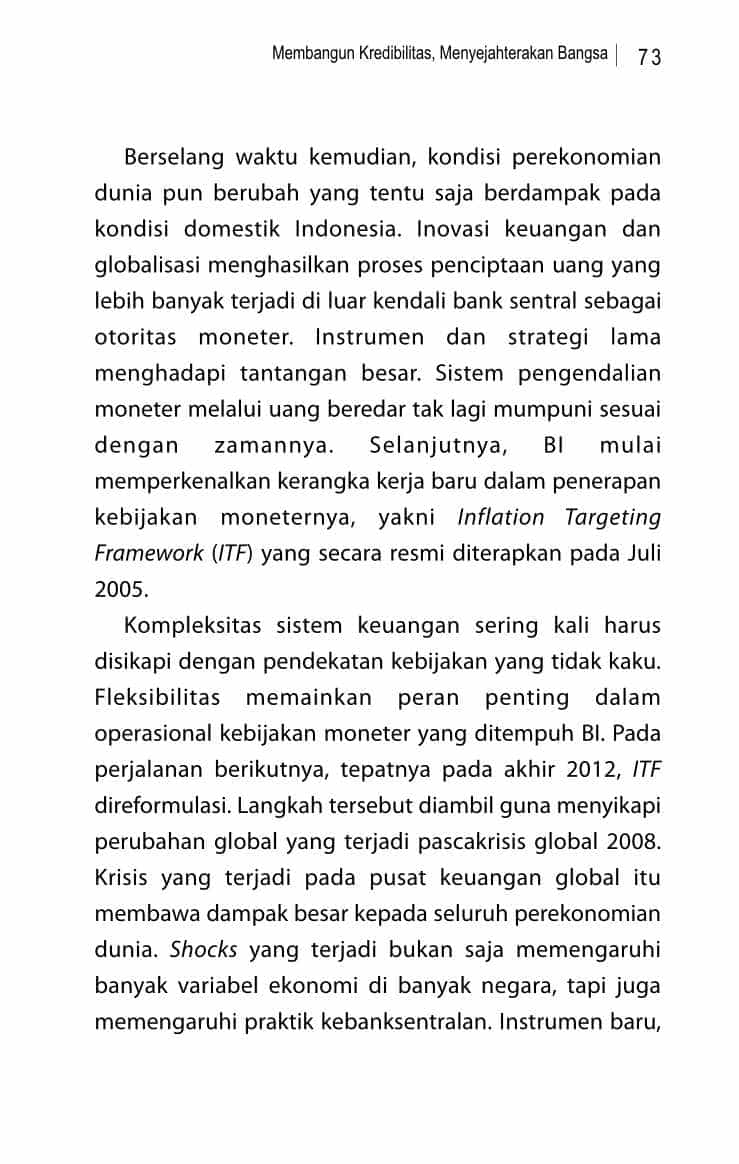 Membangun Kredibilitas, Menyejahterakan Bangsa | 73
Berselang waktu kemudian, kondisi perekonomian
dunia pun berubah yang tentu saja berdampak pada
kondisi domestik Indonesia. Inovasi keuangan dan
globalisasi menghasilkan proses penciptaan uang yang
lebih banyak terjadi di luar kendali bank sentral sebagai
otoritas moneter. Instrumen dan strategi lama
menghadapi tantangan besar. Sistem pengendalian
moneter melalui uang beredar tak lagi mumpuni sesuai
dengan zamannya. Selanjutnya, BI mulai
memperkenalkan kerangka kerja baru dalam penerapan
kebijakan moneternya, yakni Inflation Targeting
Framework (ITF) yang secara resmi diterapkan pada Juli
2005.
Kompleksitas sistem keuangan sering kali harus
disikapi dengan pendekatan kebijakan yang tidak kaku.
Fleksibilitas memainkan peran penting dalam
operasional kebijakan moneter yang ditempuh BI. Pada
perjalanan berikutnya, tepatnya pada akhir 2012, ITF
direformulasi. Langkah tersebut diambil guna menyikapi
perubahan global yang terjadi pascakrisis global 2008.
Krisis yang terjadi pada pusat keuangan global itu
membawa dampak besar kepada seluruh perekonomian
dunia. Shocks yang terjadi bukan saja memengaruhi
banyak variabel ekonomi di banyak negara, tapi juga
memengaruhi praktik kebanksentralan. Instrumen baru,